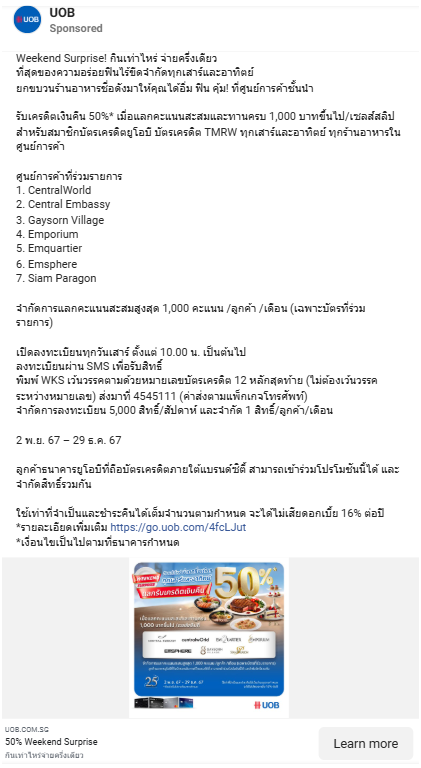 UOB
UOB
Sponsored
Weekend Surprise! กินเท่าไหร่ จ่ายครึ่งเดียว
ที่สุดของความอร่อยฟินไร้ขีดจำกัดทุกเสาร์และอาทิตย์
ยกขบวนร้านอาหารชื่อดังมาให้คุณได้อิ่ม ฟิน คุ้ม! ที่ศูนย์การค้าชั้นนำ
รับเครดิตเงินคืน 50%* เมื่อแลกคะแนนสะสมและทานครบ 1,000 บาทขึ้นไป/เซลส์สลิป
สำหรับสมาชิกบัตรเครดิตยูโอบี บัตรเครดิต TMRW ทุกเสาร์และอาทิตย์ ทุกร้านอาหารใน
ศูนย์การค้า
ศูนย์การค้าที่ร่วมรายการ
1. CentralWorld
2. Central Embassy
3. Gaysorn Village
4. Emporium
5. Emquartier
6. Emsphere
7. Siam Paragon
จำกัดการแลกคะแนนสะสมสูงสุด 1,000 คะแนน /ลูกค้า /เดือน (เฉพาะบัตรที่ร่วม
รายการ)
เปิดลงทะเบียนทุกวันเสาร์ ตั้งแต่ 10.00 น. เป็นต้นไป
ลงทะเบียนผ่าน SMS เพื่อรับสิทธิ์
พิมพ์ WKS เว้นวรรคตามด้วยหมายเลขบัตรเครดิต 12 หลักสุดท้าย (ไม่ต้องเว้นวรรค
ระหว่างหมายเลข) ส่งมาที่ 4545111 (ค่าส่งตามแพ็กเกจโทรศัพท์)
จำกัดการลงทะเบียน 5,000 สิทธิ์/สัปดาห์ และจำกัด 1 สิทธิ์/ลูกค้า/เดือน
2 พ.ย. 67 – 29 ธ.ค. 67
ลูกค้าธนาคารยูโอบีที่ถือบัตรเครดิตภายใต้แบรนด์ซิตี้ สามารถเข้าร่วมโปรโมชันนี้ได้ และ
จำกัดสิทธิ์รวมกัน
ใช้เท่าที่จำเป็นและชำระคืนได้เต็มจำนวนตามกำหนด จะได้ไม่เสียดอกเบี้ย 16% ต่อปี
*รายละเอียดเพิ่มเติม https://go.uob.com/4fcLJut
*เงื่อนไขเป็นไปตามที่ธนาคารกำหนด
50%
แลกรับเครดิตเงินคืน
centralwOrld
EMPORIUM
EMSPHERE
25
2 พ.ย. 67 - 29 ธ.ค. 67
UOB
UOB.COM.SG
50% Weekend Surprise
กินเท่าไหร่จ่ายครึ่งเดียว
Learn more